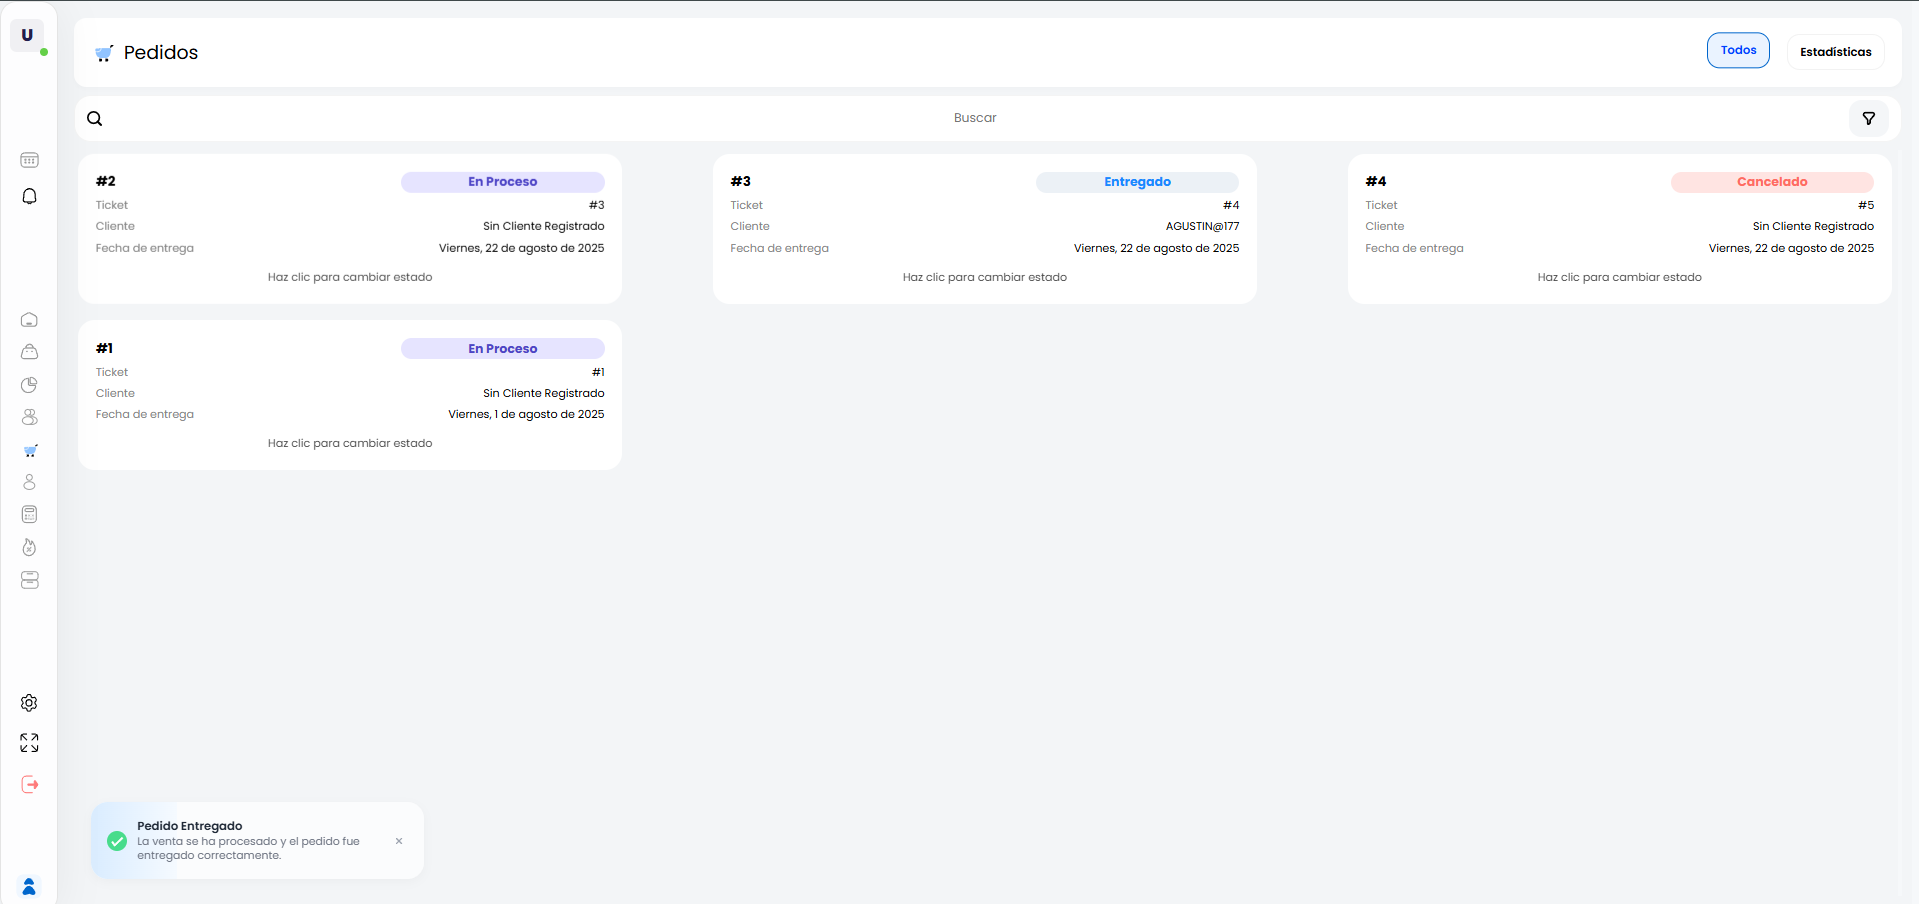 U
Pedidos
Todos
Estadísticas
Buscar
#2
En Proceso
Ticket
#3
Cliente
Sin Cliente Registrado
Fecha de entrega
Viernes, 22 de agosto de 2025
Haz clic para cambiar estado
#3
Entregado
Ticket
#4
Cliente
AGUSTIN@177
Fecha de entrega
Viernes, 22 de agosto de 2025
Haz clic para cambiar estado
#4
Cancelado
Ticket
#5
Cliente
Sin Cliente Registrado
Fecha de entrega
Viernes, 22 de agosto de 2025
Haz clic para cambiar estado
#1
En Proceso
Ticket
#1
Cliente
Sin Cliente Registrado
Fecha de entrega
Viernes, 1 de agosto de 2025
Haz clic para cambiar estado
Pedido Entregado
La venta se ha procesado y el pedido fue
entregado correctamente.